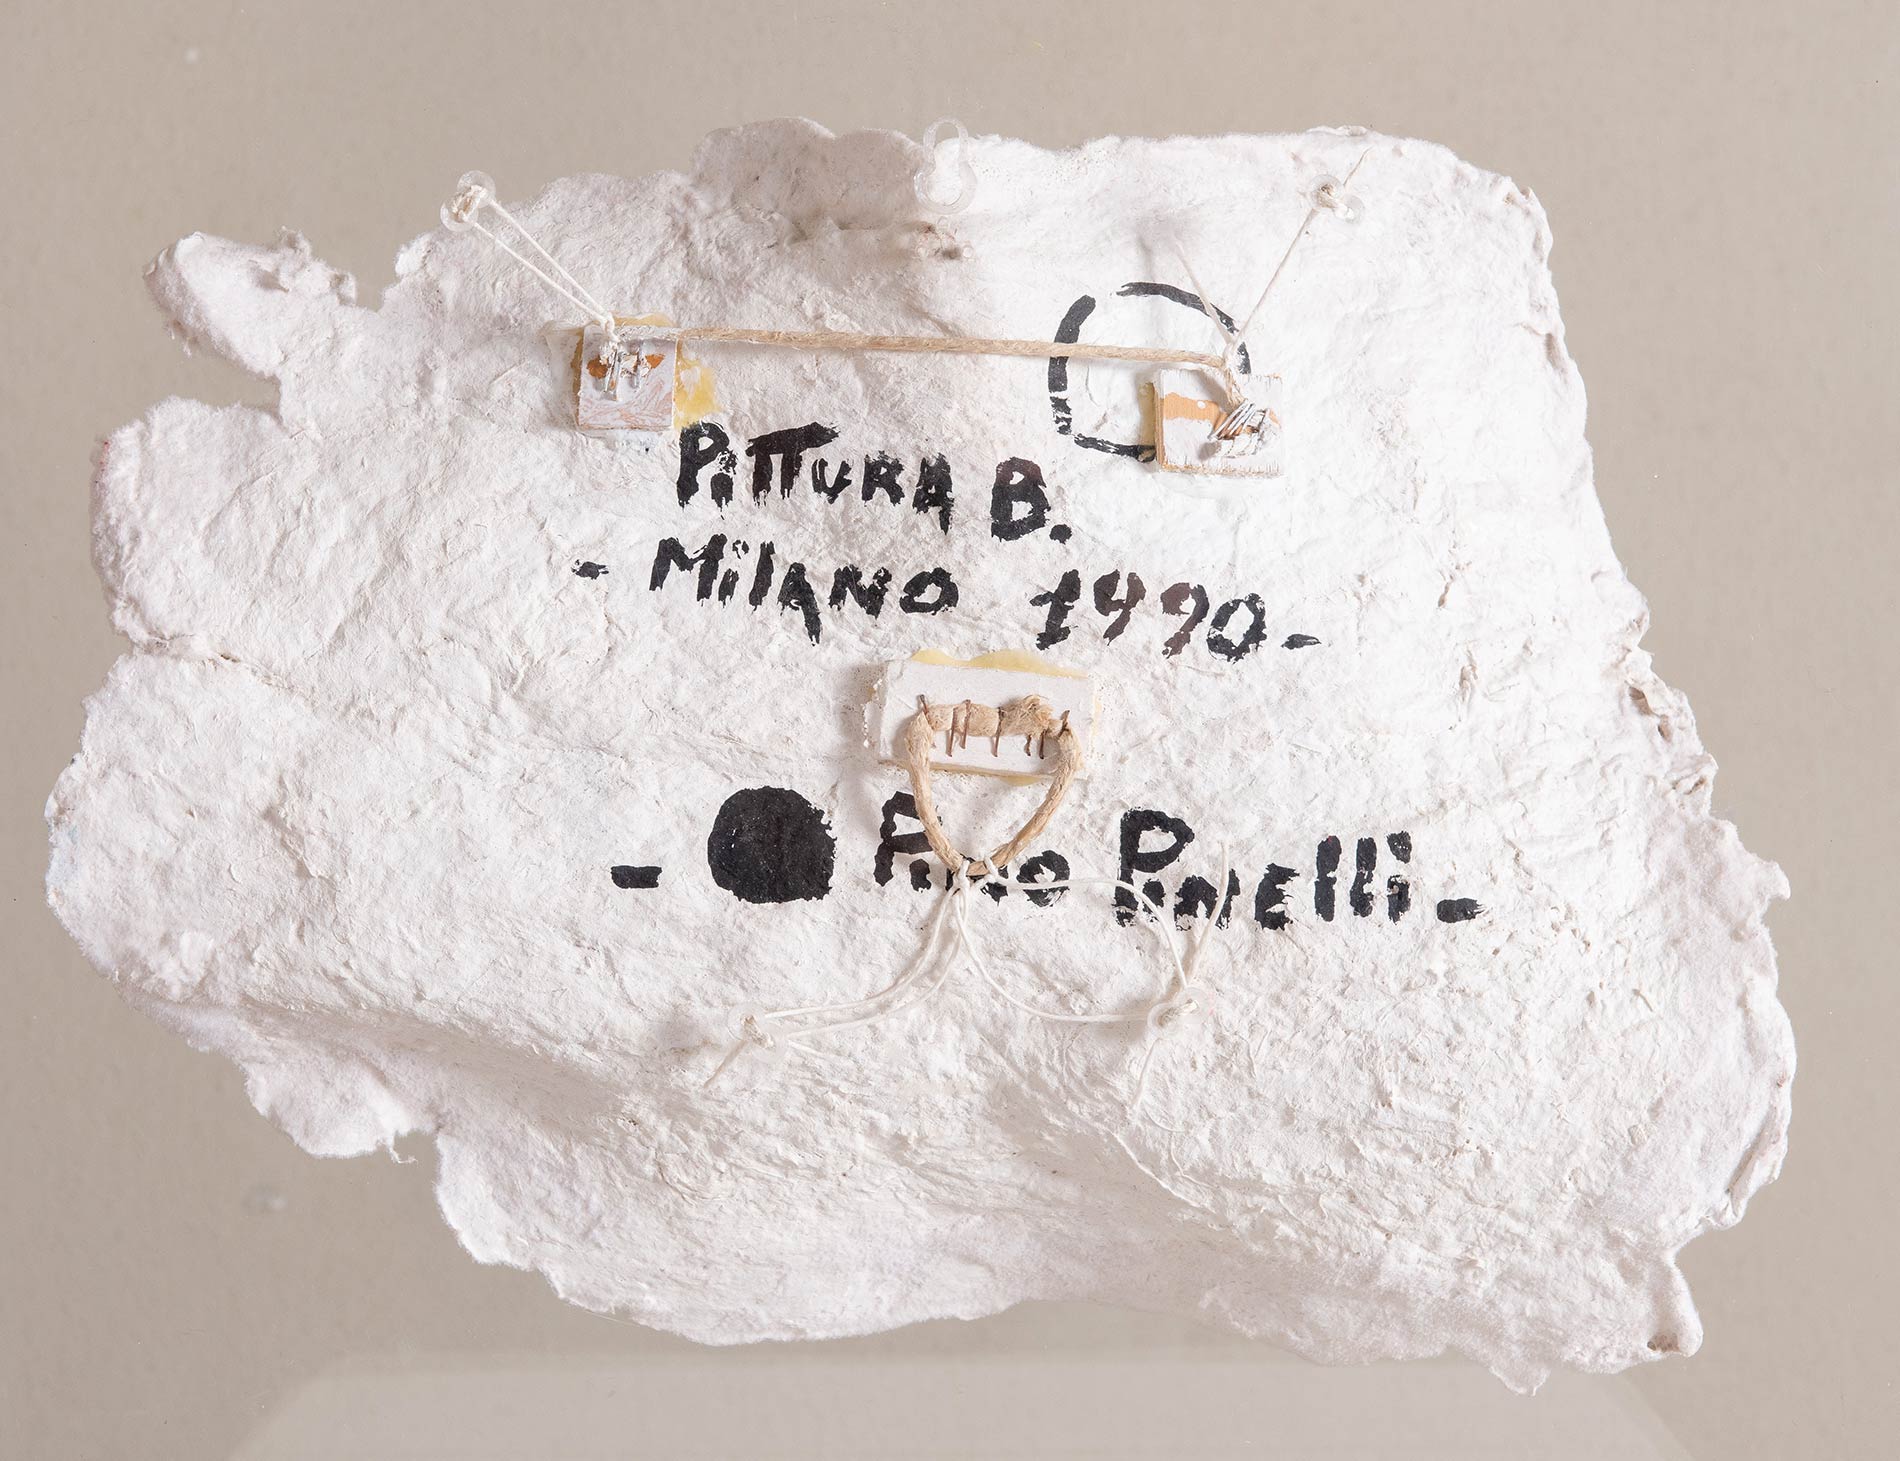 PiTTURA B.
- MilANO 1990 -
- Pino Pinelli -